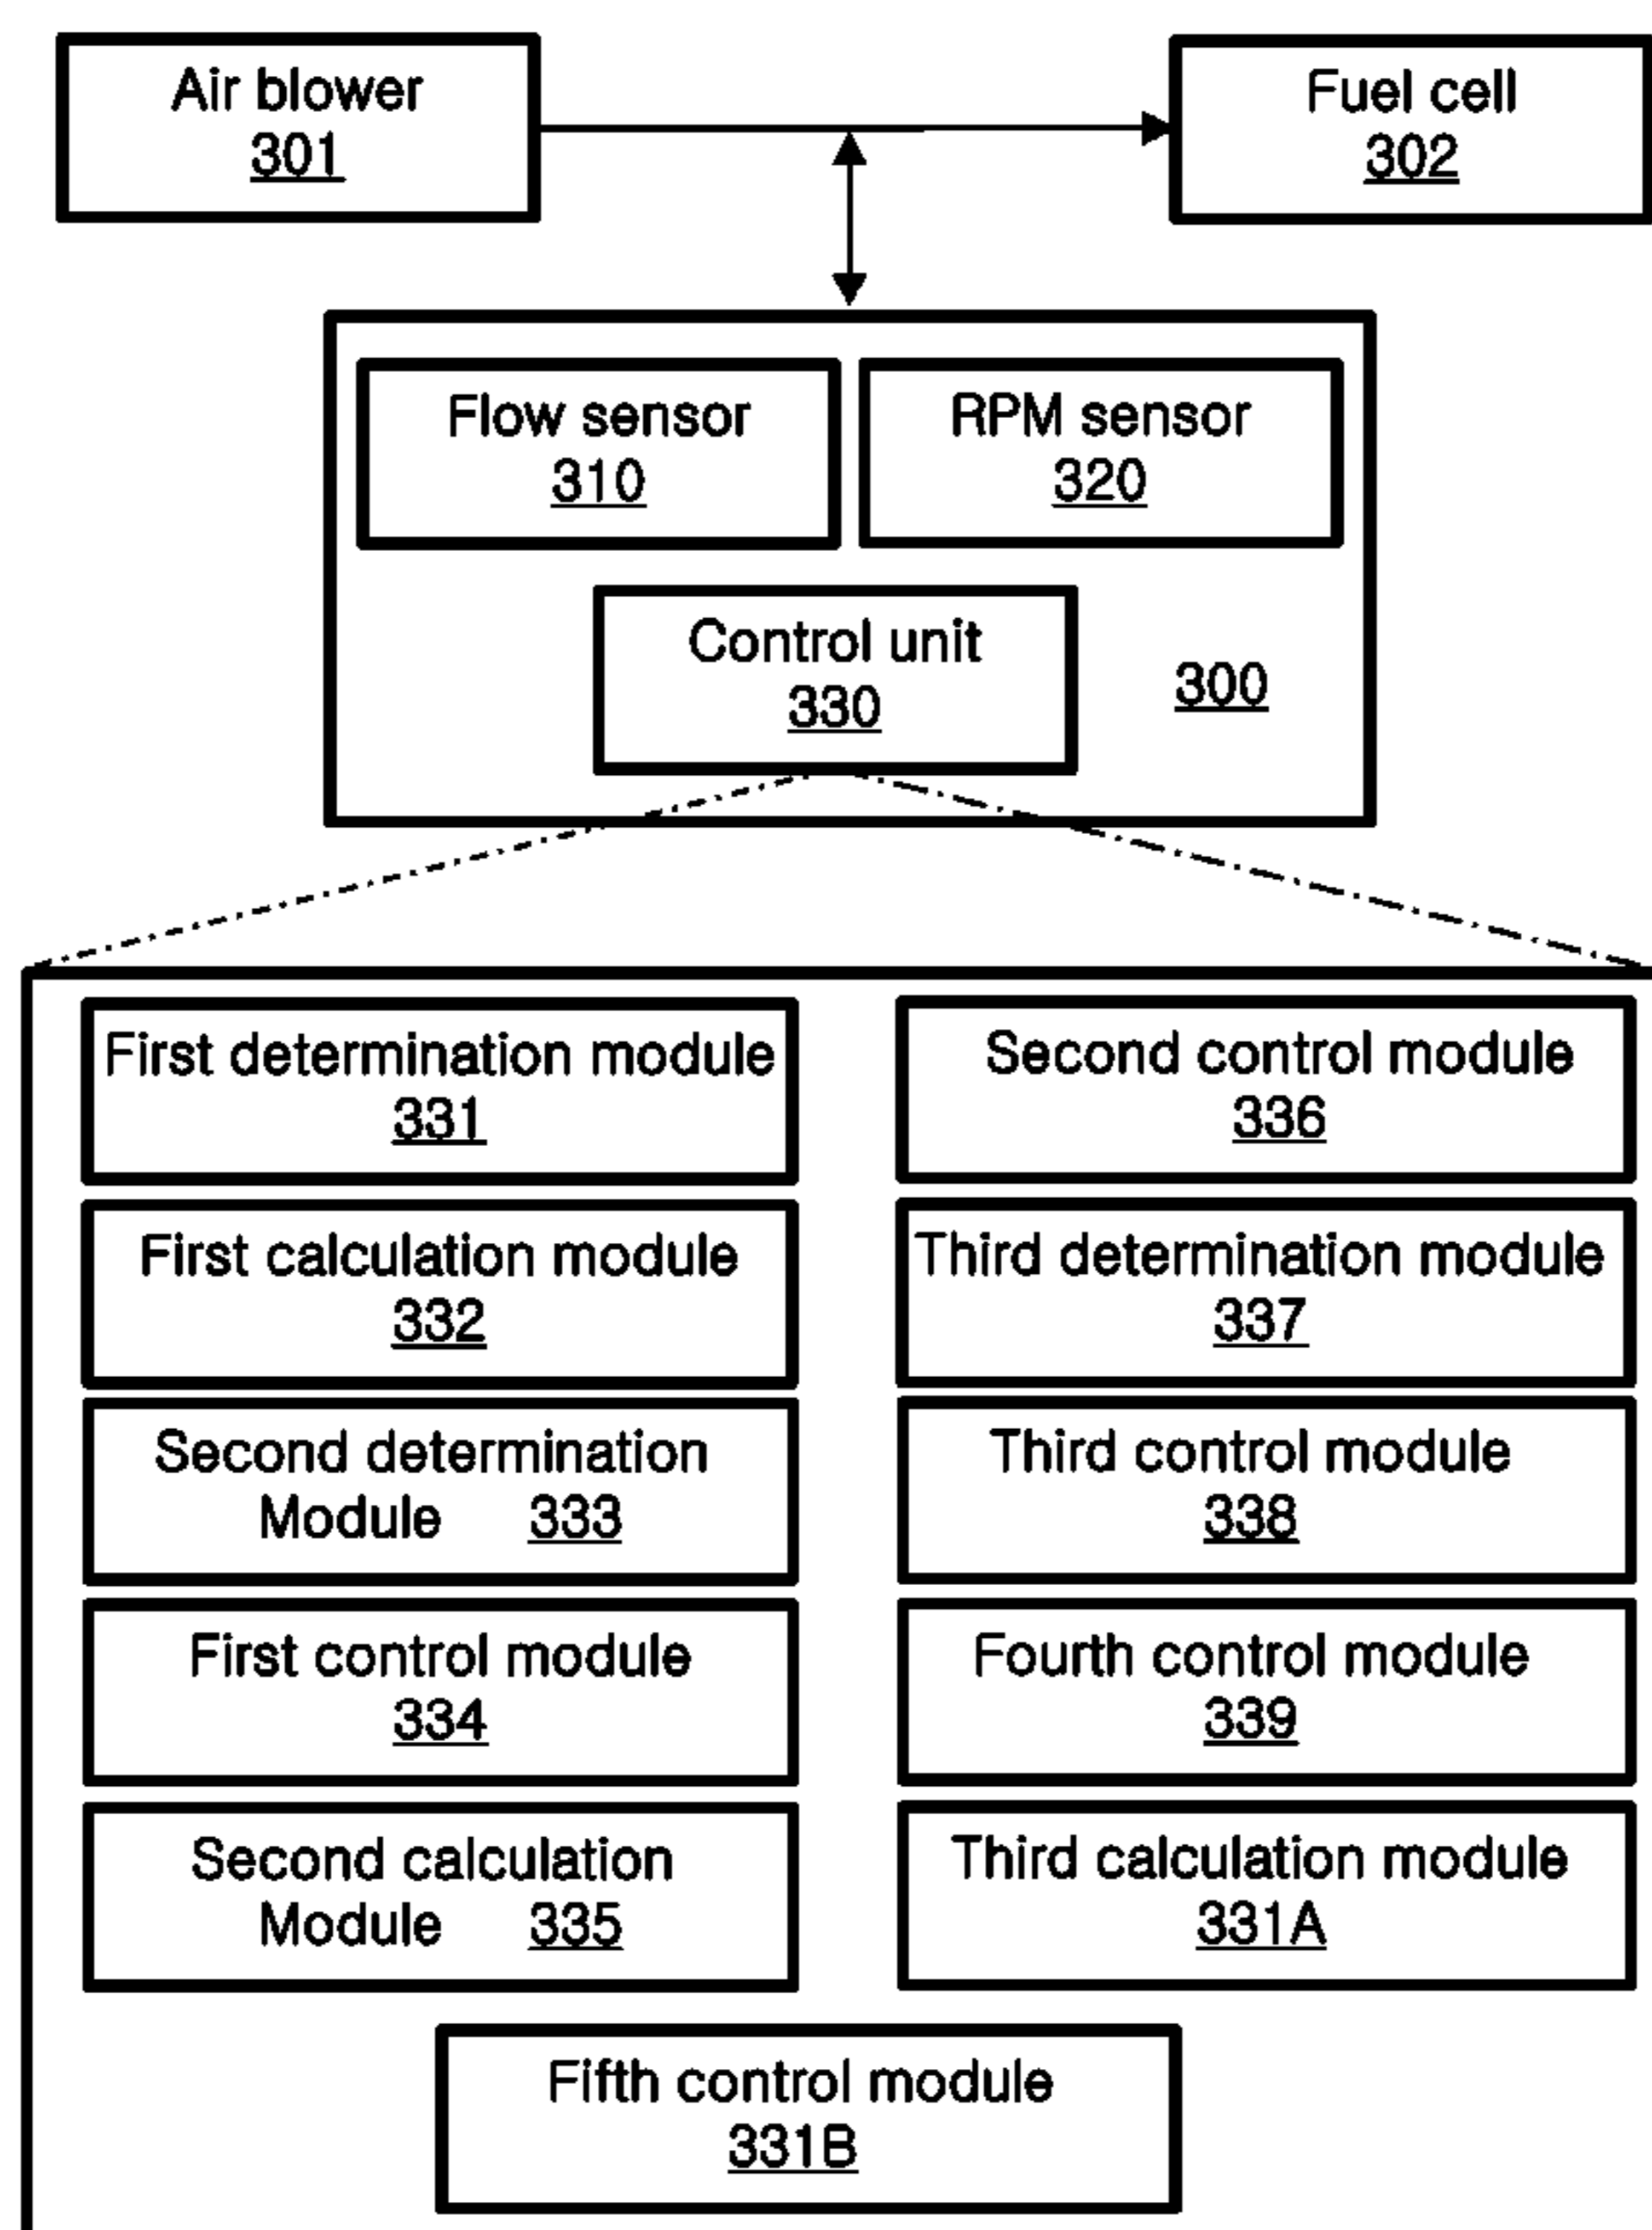 Air blower
301
Fuel cell
302
Flow sensor
310
RPM sensor
320
Control unit
330
300
First determination module
331
First calculation module
332
Second determination
Module 333
First control module
334
Second calculation
Module 335
Second control module
336
Third determination module
337
Third control module
338
Fourth control module
339
Third calculation module
331A
Fifth control module
331B